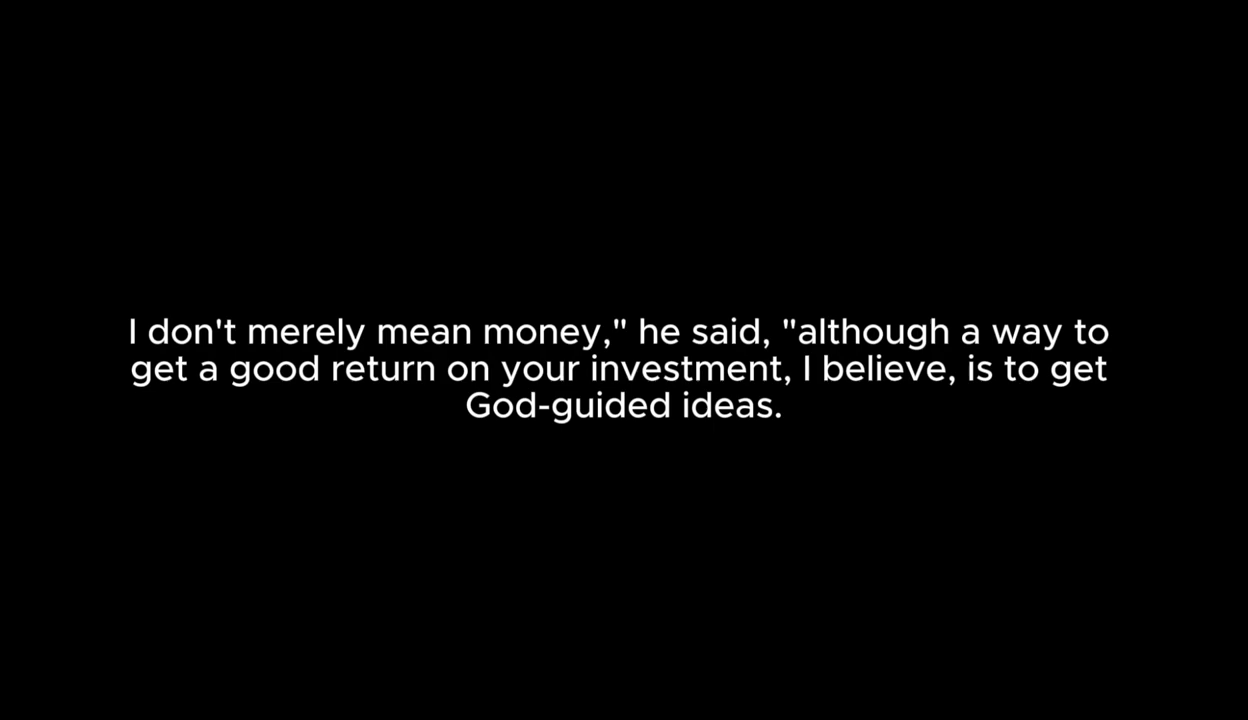 I don't merely mean money," he said, "although a way to
get a good return on your investment, I believe, is to get
God-guided ideas.